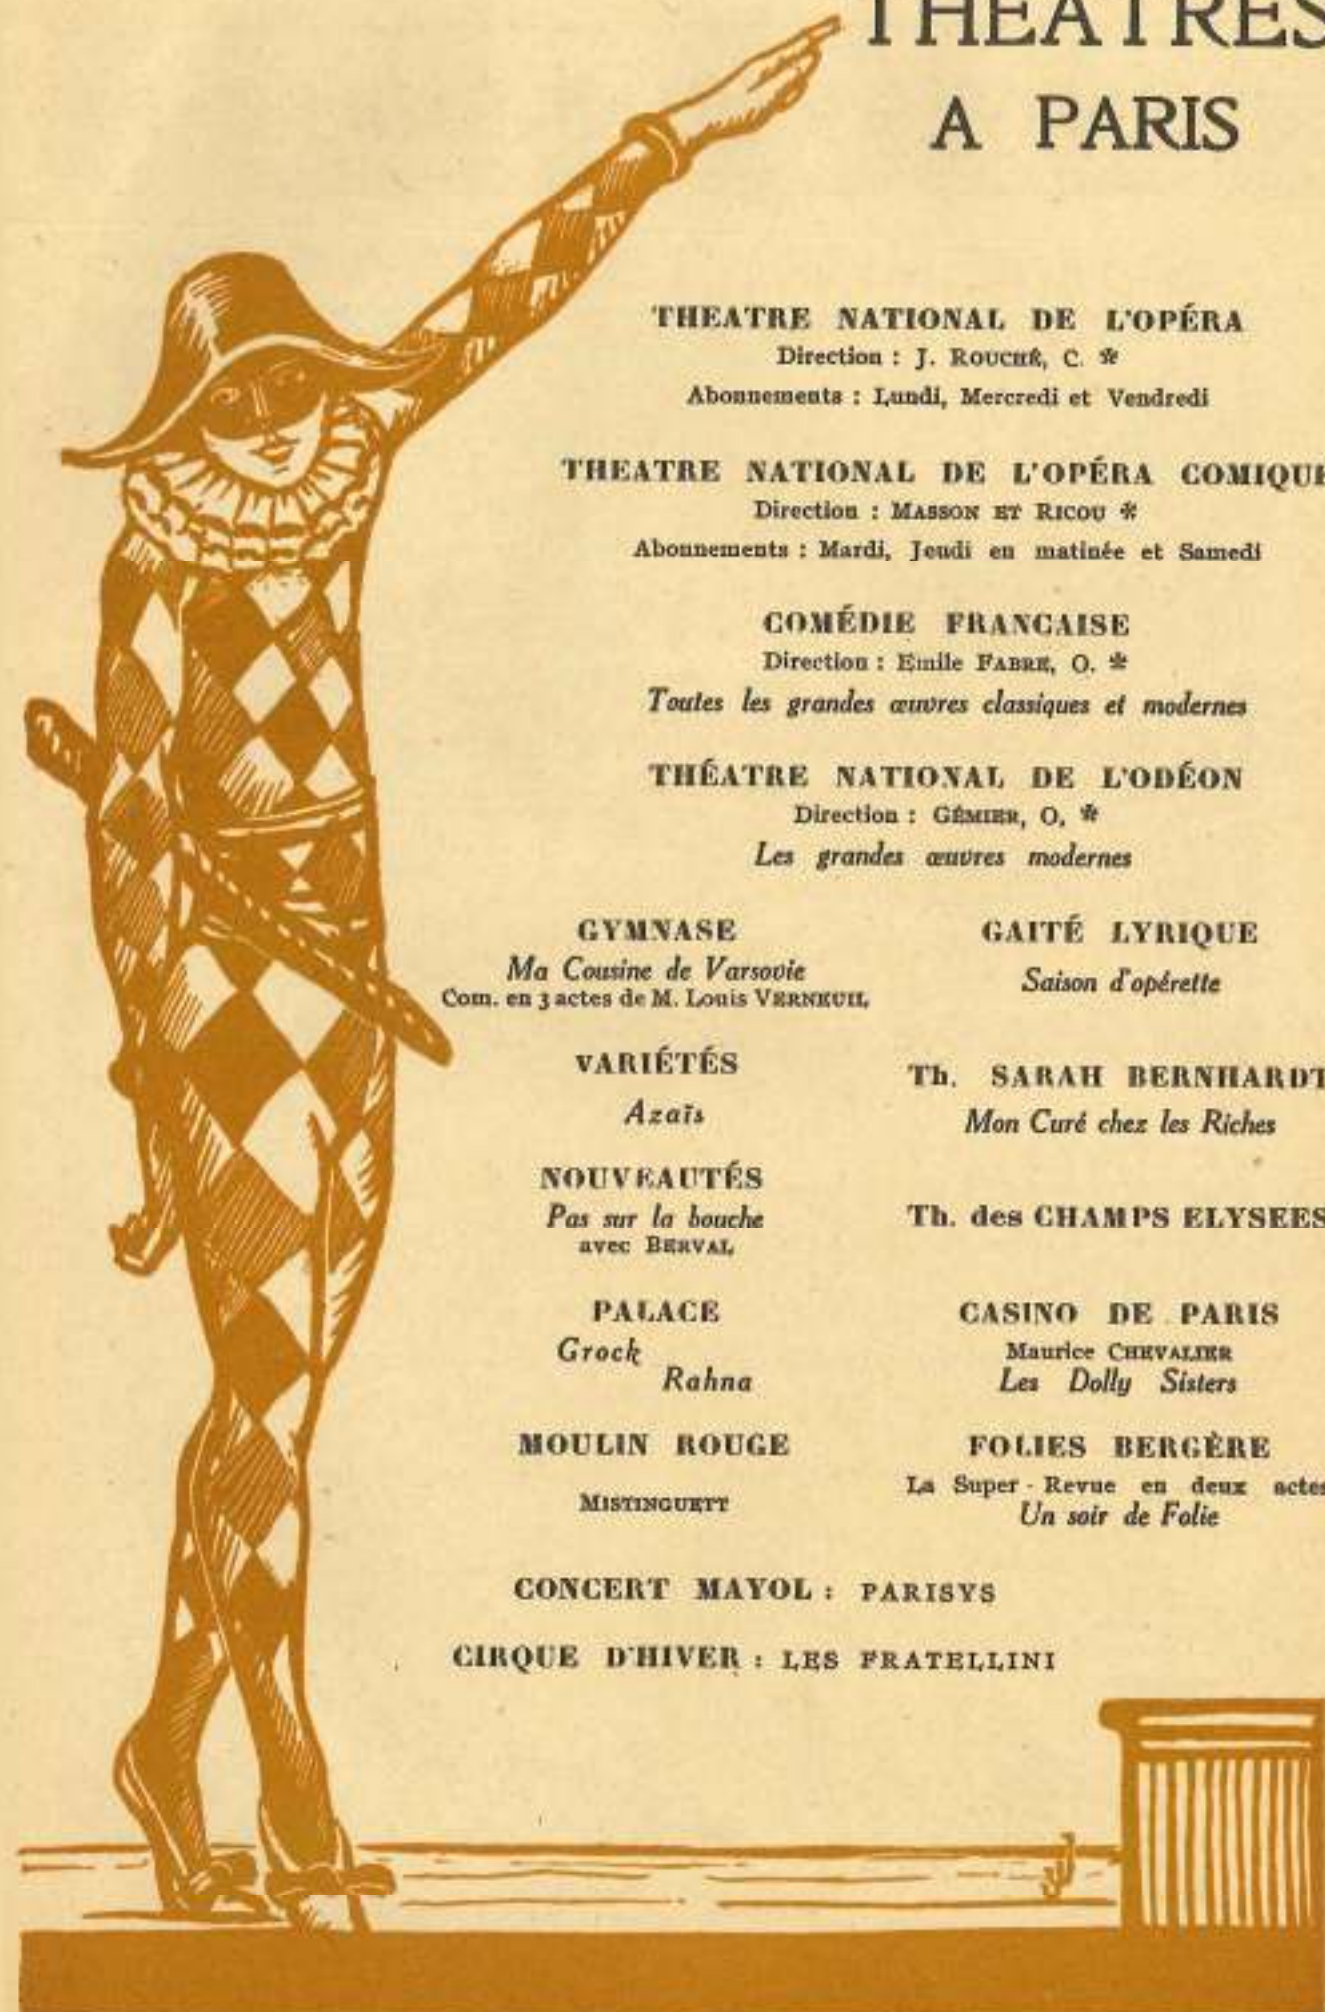 THEATRES
A PARIS
THEATRE NATIONAL DE L'OPÉRA
Direction : J. ROUCHÉ, C. *
Abonnements : Lundi, Mercredi et Vendredi
THEATRE NATIONAL DE L'OPÉRA COMIQUE
Direction : MASSON ET RICOU *
Abonnements : Mardi, Jeudi en matinée et Samedi
COMÉDIE FRANCAISE
Direction : Emile FABRE, O. *
Toutes les grandes œuvres classiques et modernes
THÉATRE NATIONAL DE L'ODÉON
Direction : GÉMIER, O, *
Les grandes œuvres modernes
GYMNASE
Ma Cousine de Varsovie
Com. en 3 actes de M. Louis VERNEUIL
GAITÉ LYRIQUE
Saison d'opérette
VARIÉTÉS
Azaïs
Th. SARAH BERNHARDT
Mon Curé chez les Riches
NOUVEAUTÉS
Pas sur la bouche
avec BERVAL
Th. des CHAMPS ELYSEES
PALACE
Grock
Rahna
CASINO DE PARIS
Maurice CHEVALIER
Les Dolly Sisters
MOULIN ROUGE
MISTINGUETT
FOLIES BERGÈRE
La Super - Revue en deux actes
Un soir de Folie
CONCERT MAYOL : PARISYS
CIRQUE D'HIVER : LES FRATELLINI